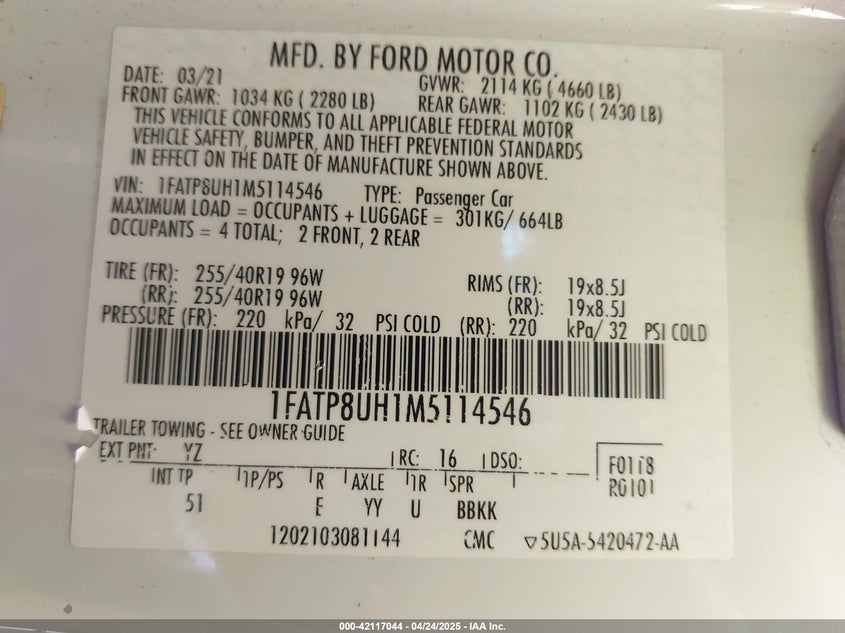 MFD. BY FORD MOTOR CO.
DATE: 03/21 GVWR: 2114 KG ( 4660 LB)
FRONT GAWR: 1034 KG ( 2280 LB) REAR GAWR: 1102 KG ( 2430 LB)
THIS VEHICLE CONFORMS TO ALL APPLICABLE FEDERAL MOTOR
VEHICLE SAFETY, BUMPER, AND THEFT PREVENTION STANDARDS
IN EFFECT ON THE DATE OF MANUFACTURE SHOWN ABOVE.
VIN: 1FATP8UH1M5114546 TYPE: Passenger Car
MAXIMUM LOAD = OCCUPANTS + LUGGAGE = 301KG/ 664LB
OCCUPANTS = 4 TOTAL; 2 FRONT, 2 REAR
TIRE (FR): 255/40R19 96W RIMS (FR): 19x8.5J
(RR): 255/40R19 96W (RR): 19x8.5J
PRESSURE (FR): 220 kPa/ 32 PSI COLD (RR): 220 kPa/ 32 PSI COLD
1FATP8UH1M5114546
TRAILER TOWING - SEE OWNER GUIDE
EXT PNT: YZ RC: 16 DSO: F0118
INT TP TP/PS R AXLE TR SPR R0101
51 E YY U BBKK
1202103081144 CMC ▽5U5A-5420472-AA
000-42117044 / 04/24/2025 - IAA Inc.